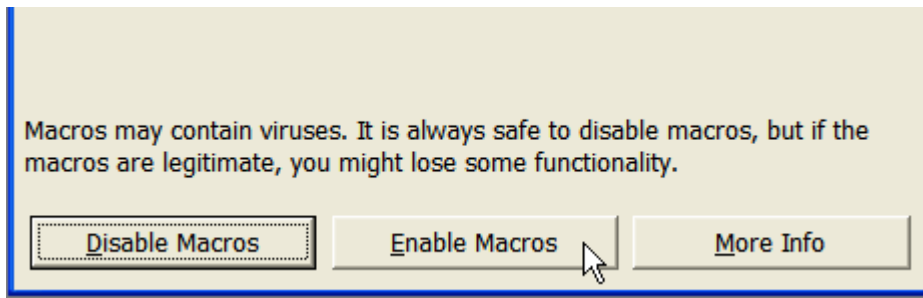 Macros may contain viruses. It is always safe to disable macros, but if the
macros are legitimate, you might lose some functionality.
Disable Macros Enable Macros More Info